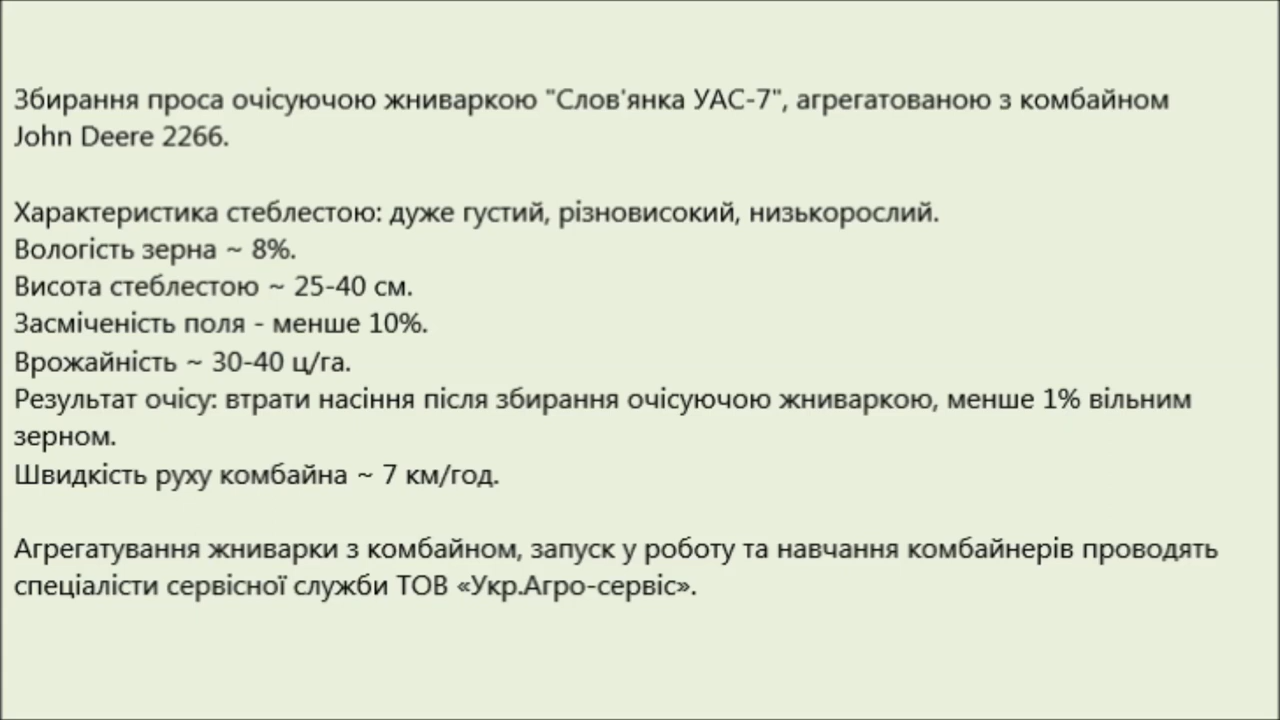 Збирання проса очісуючою жниваркою "Слов'янка УАС-7", агрегатованою з комбайном
John Deere 2266.
Характеристика стеблестою: дуже густий, різновисокий, низькорослий.
Вологість зерна ~ 8%.
Висота стеблестою ~ 25-40 см.
Засміченість поля - менше 10%.
Врожайність ~ 30-40 ц/га.
Результат очісу: втрати насіння після збирання очісуючою жниваркою, менше 1% вільним
зерном.
Швидкість руху комбайна ~ 7 км/год.
Агрегатування жниварки з комбайном, запуск у роботу та навчання комбайнерів проводять
спеціалісти сервісної служби ТОВ «Укр.Агро-сервіс».